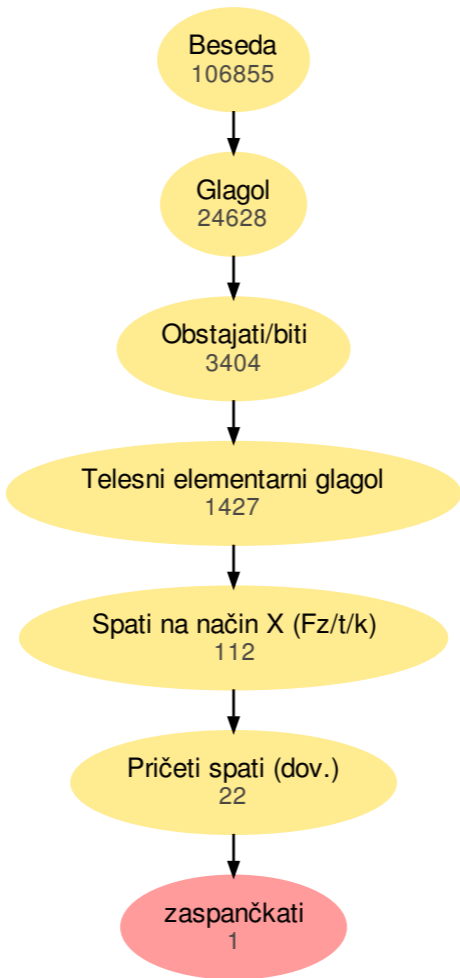 Beseda
106855
Glagol
24628
Obstajati/biti
3404
Telesni elementarni glagol
1427
Spati na način X (Fz/t/k)
112
Pričeti spati (dov.)
22
zaspančkati
1